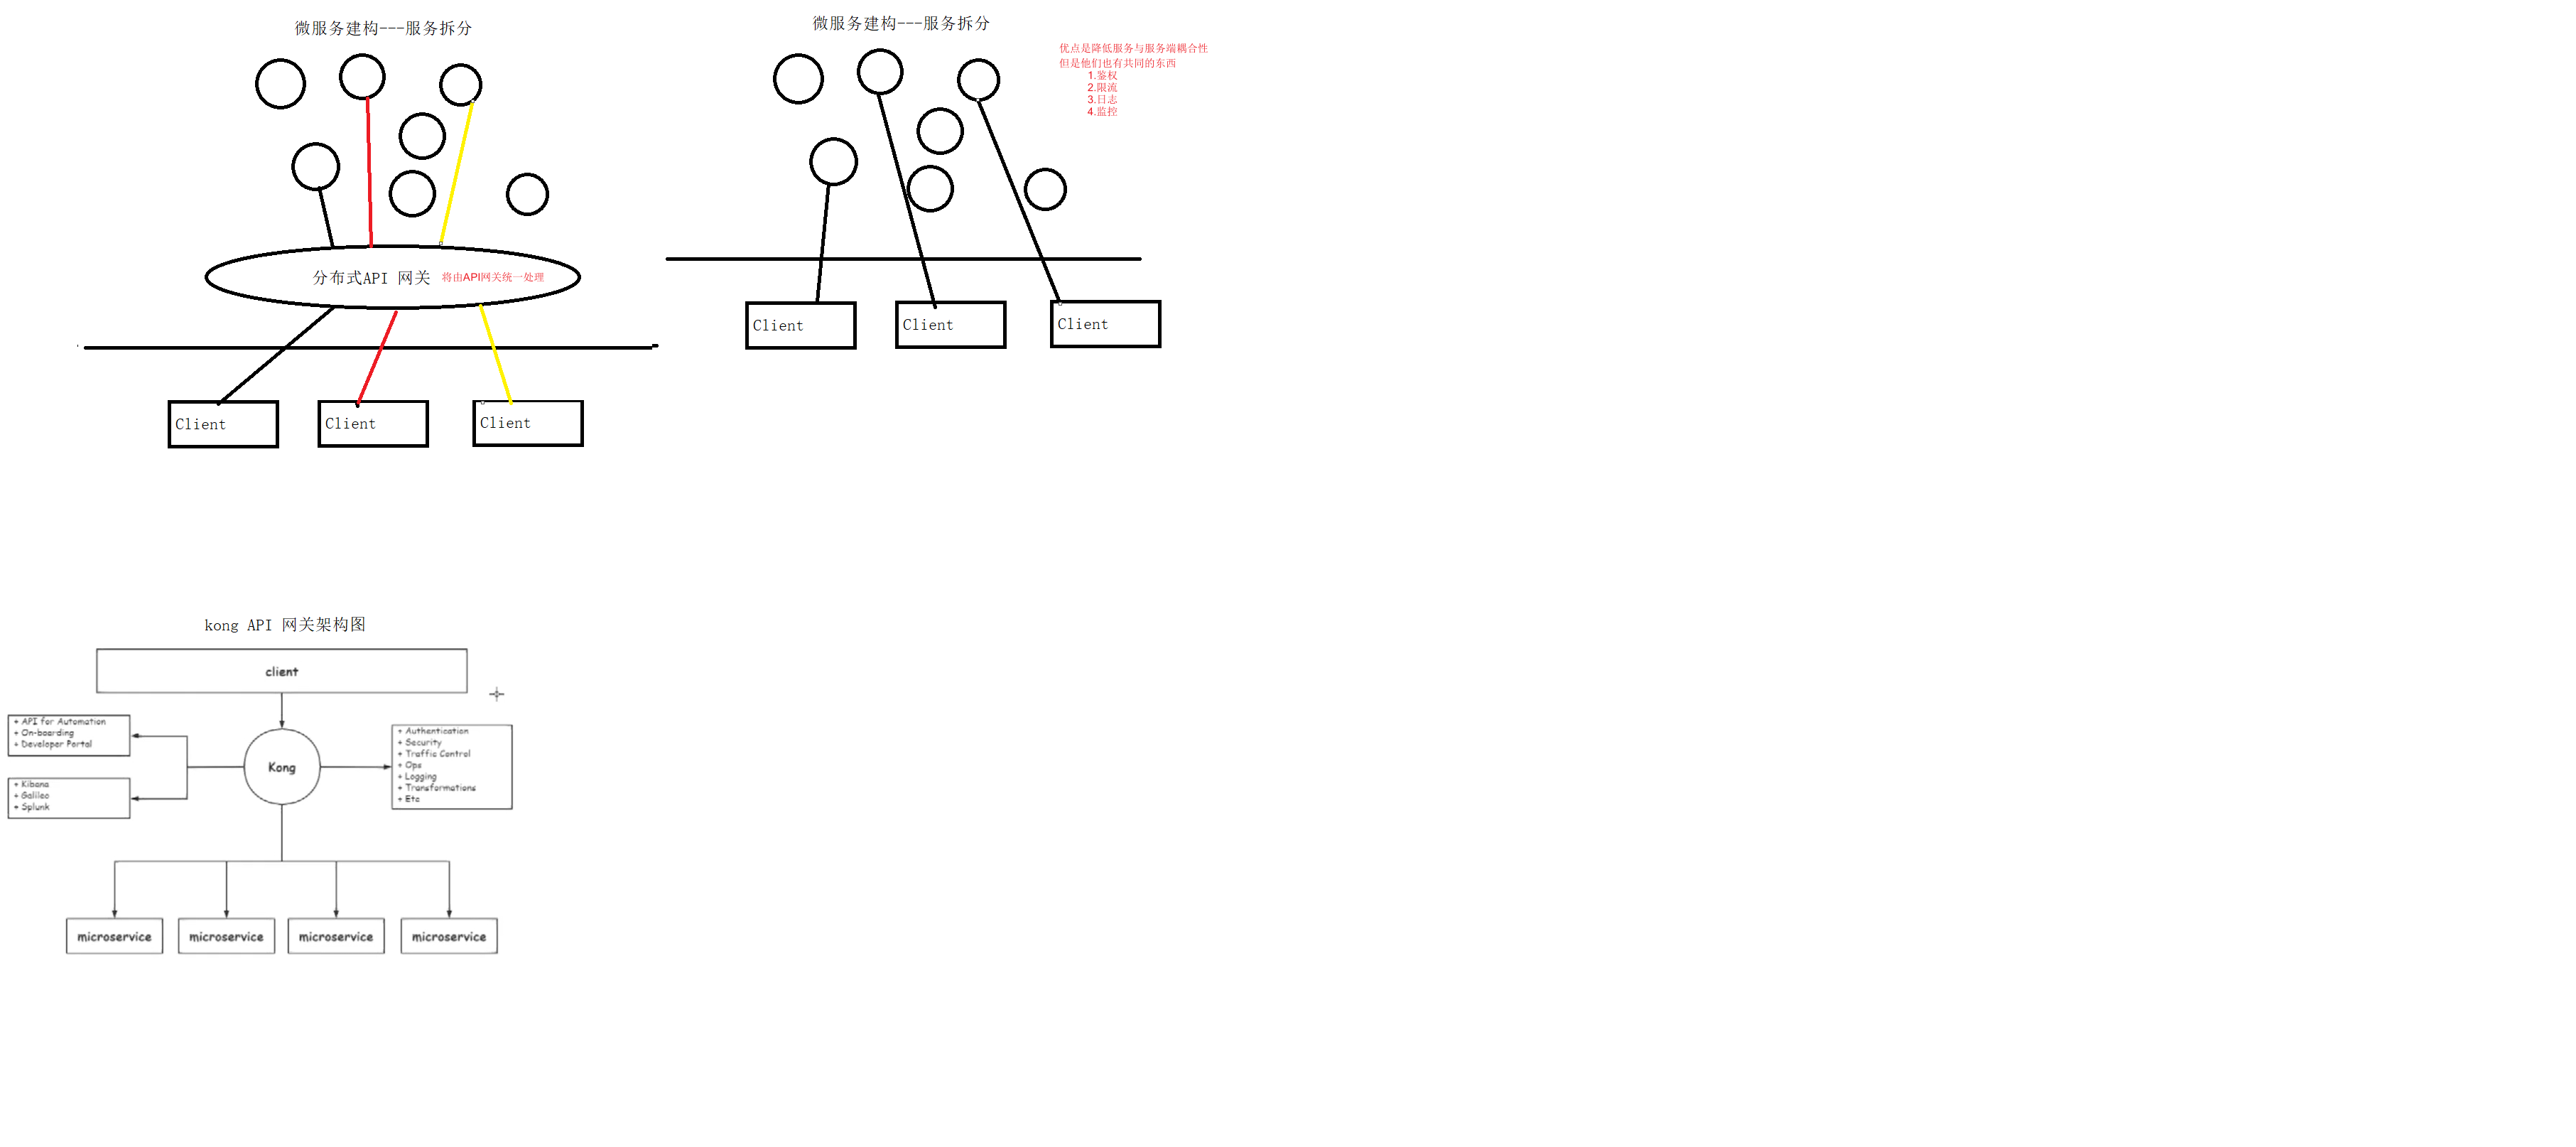 微服务建构---服务拆分
分布式API 网关 将由API网关统一处理
Client
Client
Client
微服务建构---服务拆分
优点是降低服务与服务端耦合性
但是他们也有共同的东西
1.鉴权
2.限流
3.日志
4.监控
Client
Client
Client
kong API 网关架构图
client
+ API for Automation
+ On-boarding
+ Developer Portal
+ Kibana
+ Galileo
+ Splunk
Kong
+ Authentication
+ Security
+ Traffic Control
+ Ops
+ Logging
+ Transformations
+ Etc
microservice
microservice
microservice
microservice